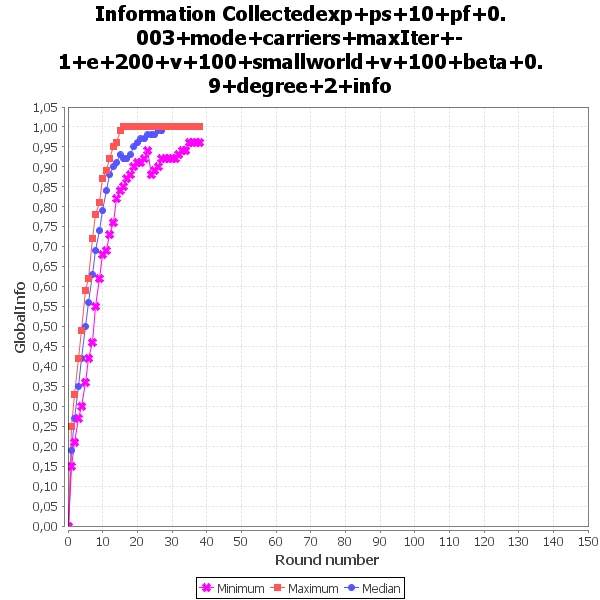 Information Collectedexp+ps+10+pf+0.
003+mode+carriers+maxIter+-
1+e+200+v+100+smallworld+v+100+beta+0.
9+degree+2+info
GlobalInfo
1,05
1,00
0,95
0,90
0,85
0,80
0,75
0,70
0,65
0,60
0,55
0,50
0,45
0,40
0,35
0,30
0,25
0,20
0,15
0,10
0,05
0,00
0 10 20 30 40 50 60 70 80 90 100 110 120 130 140 150
Round number
Minimum Maximum Median